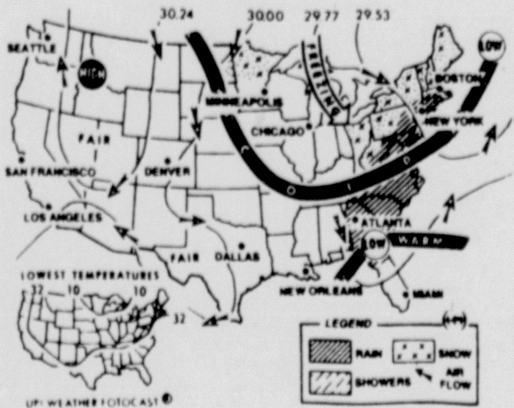 30.24 30.00 29.77 29.53
SEATTLE
HIGH
LOW
FREEZING
BOSTON
MINNEAPOLIS
NEW YORK
CHICAGO
FAIR
COLD
SAN FRANCISCO
DENVER
LOS ANGELES
ATLANTA
LOW WARM
FAIR
DALLAS
LOWEST TEMPERATURES
32 10 10
32
NEW ORLEANS
MIAMI
LEGEND
RAIN
SNOW
SHOWERS
AIR
FLOW
UPI WEATHER FOTOCAST